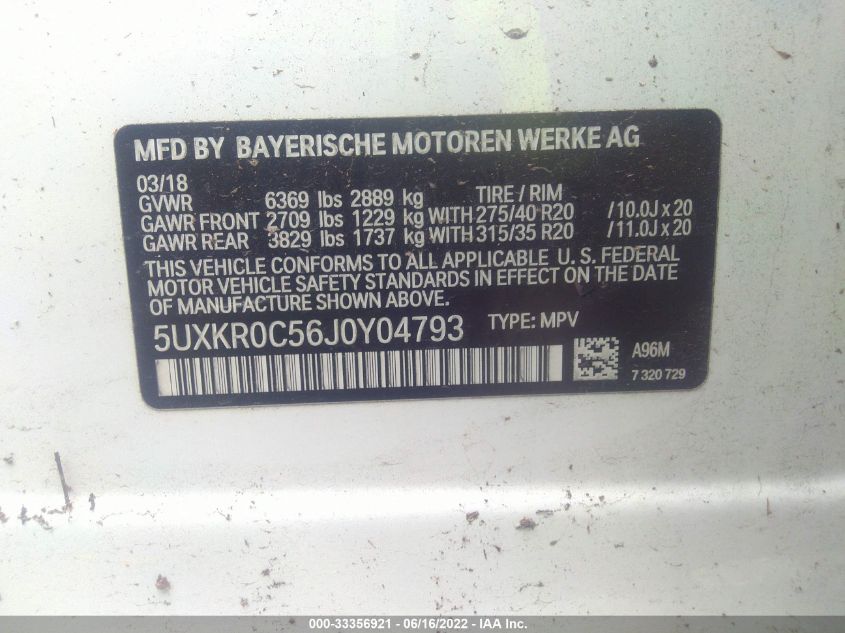 MFD BY BAYERISCHE MOTOREN WERKE AG
03/18 TIRE / RIM
GVWR 6369 lbs 2889 kg
GAWR FRONT 2709 lbs 1229 kg WITH 275/40 R20 /10.0J x 20
GAWR REAR 3829 lbs 1737 kg WITH 315/35 R20 /11.0J x 20
THIS VEHICLE CONFORMS TO ALL APPLICABLE U. S. FEDERAL
MOTOR VEHICLE SAFETY STANDARDS IN EFFECT ON THE DATE
OF MANUFACTURE SHOWN ABOVE.
5UXKR0C56J0Y04793 TYPE: MPV
A96M
7 320 729
000-33356921 - 06/16/2022 - IAA Inc.